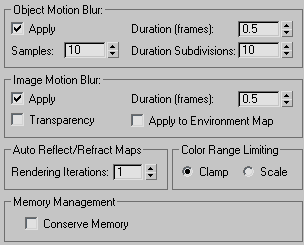 Object Motion Blur:
Apply Duration (frames): 0.5
Samples: 10 Duration Subdivisions: 10
Image Motion Blur:
Apply Duration (frames): 0.5
Transparency Apply to Environment Map
Auto Reflect/Refract Maps Color Range Limiting
Rendering Iterations: 1 Clamp Scale
Memory Management
Conserve Memory